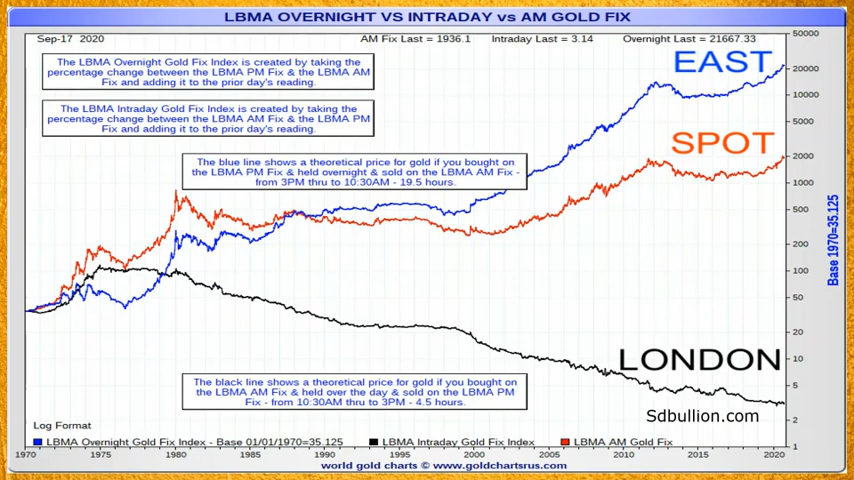 LBMA OVERNIGHT VS INTRADAY vs AM GOLD FIX
Sep-17 2020
AM Fix Last = 1936.1
Intraday Last = 3.14
Overnight Last = 21667.33
The LBMA Overnight Gold Fix Index is created by taking the
percentage change between the LBMA PM Fix & the LBMA AM
Fix and adding it to the prior day's reading.
The LBMA Intraday Gold Fix Index is created by taking the
percentage change between the LBMA AM Fix & the LBMA PM
Fix and adding it to the prior day's reading.
The blue line shows a theoretical price for gold if you bought on
the LBMA PM Fix & held overnight & sold on the LBMA AM Fix -
from 3PM thru to 10:30AM - 19.5 hours.
EAST
SPOT
LONDON
The black line shows a theoretical price for gold if you bought on
the LBMA AM Fix & held over the day & sold on the LBMA PM
Fix - from 10:30AM thru to 3PM - 4.5 hours.
Sdbullion.com
50000
20000
10000
5000
2000
1000
500
200
100
50
20
10
5
2
1
Base 1970=35.125
Log Format
LBMA Overnight Gold Fix Index - Base 01/01/1970=35.125
LBMA Intraday Gold Fix Index
LBMA AM Gold Fix
1970
1975
1980
1985
1990
1995
2000
2005
2010
2015
2020
world gold charts © www.goldchartsrus.com